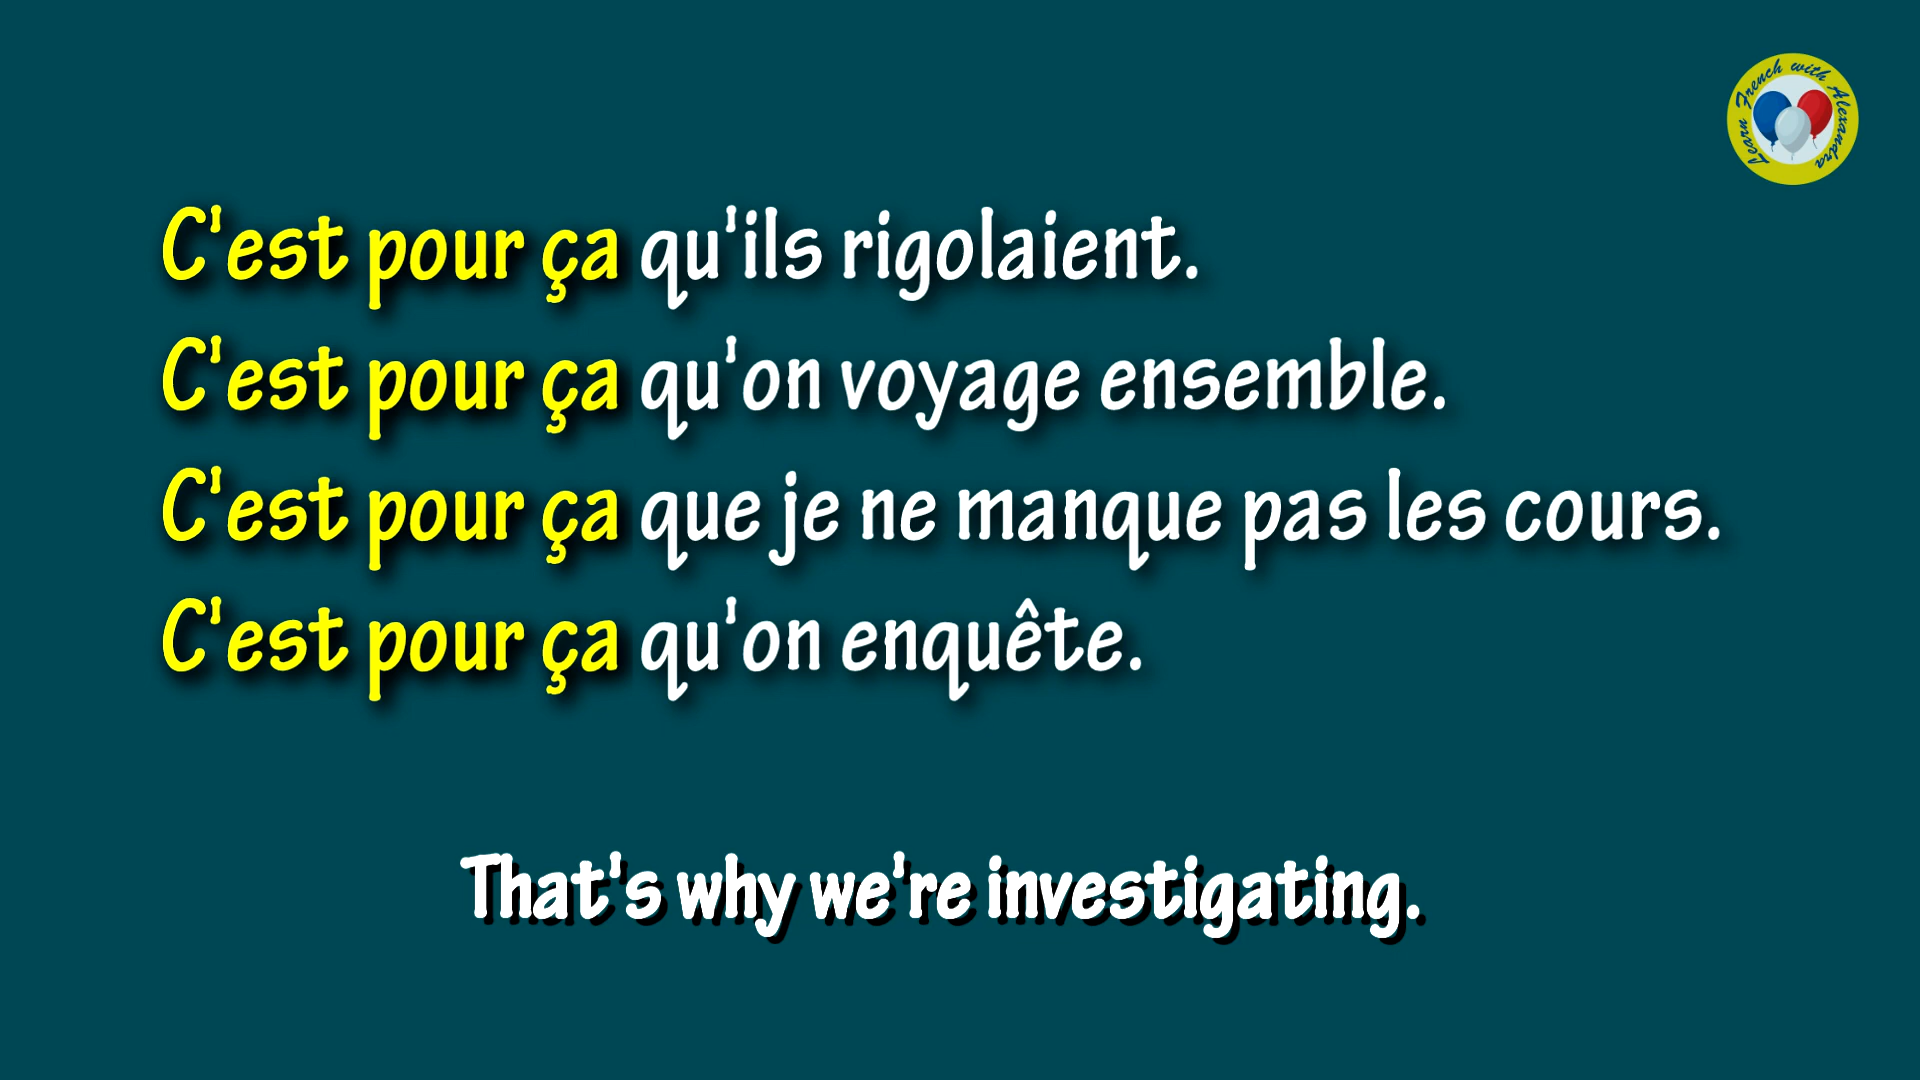 Learn French with Alexandra
C'est pour ça qu'ils rigolaient.
C'est pour ça qu'on voyage ensemble.
C'est pour ça que je ne manque pas les cours.
C'est pour ça qu'on enquête.
That's why we're investigating.